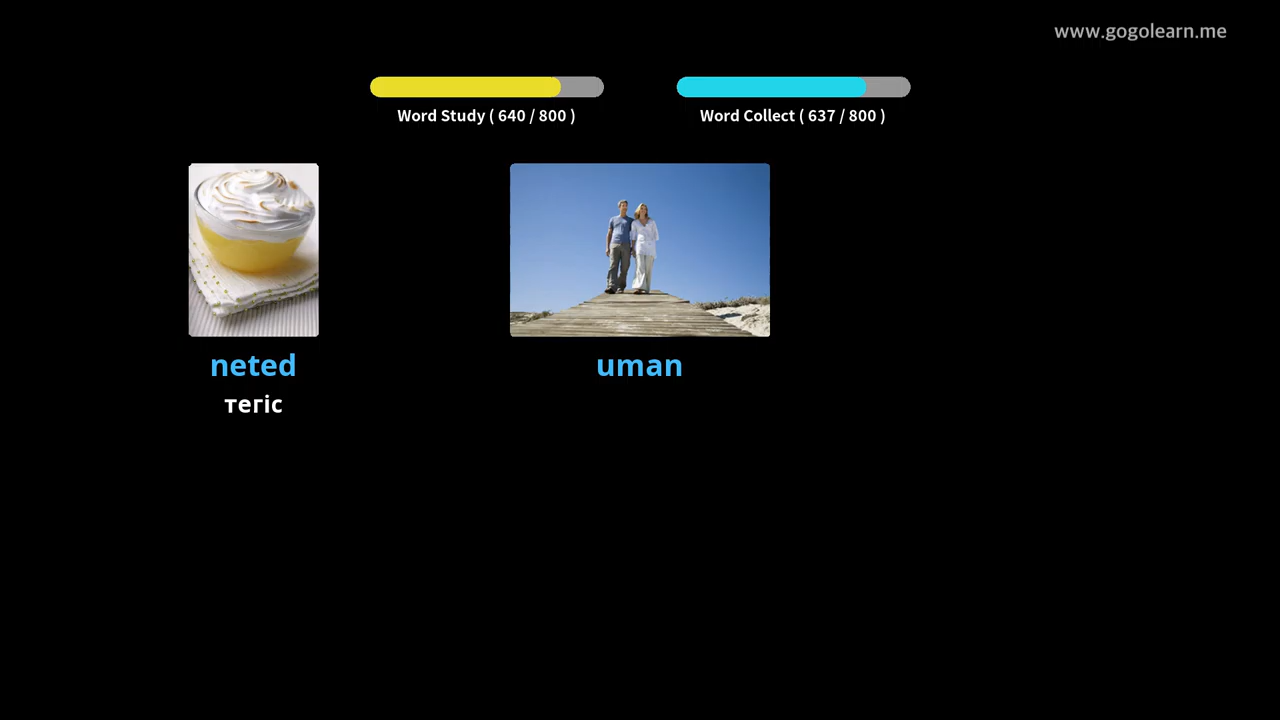 www.gogolearn.me
Word Study ( 640 / 800 )
Word Collect ( 637 / 800 )
neted
тегіс
uman